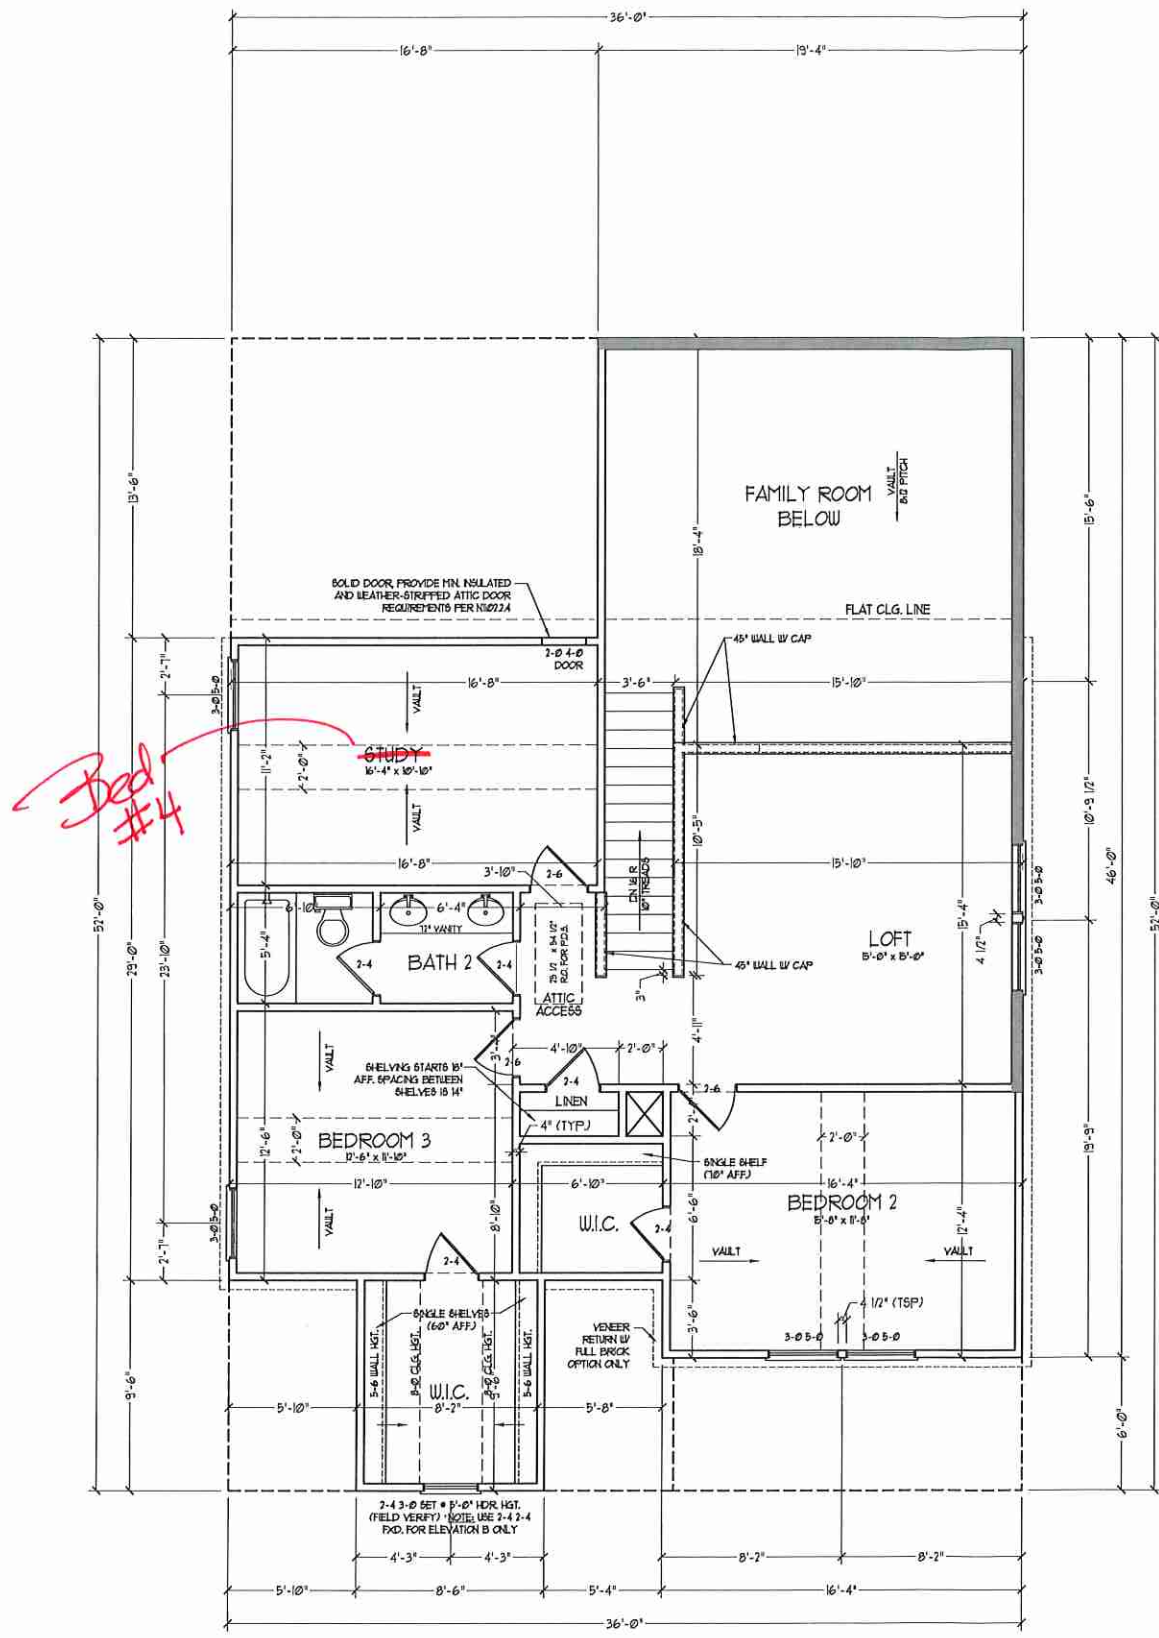 36'-0"
16'-8"
19'-4"
13'-6"
52'-0"
29'-0"
23'-10"
2'-7"
9'-6"
15'-6"
10'-9 1/2"
19'-9"
46'-0"
52'-0"
6'-0"
FAMILY ROOM
BELOW
VAULT
8:12 PITCH
18'-4"
FLAT CLG. LINE
SOLID DOOR, PROVIDE MIN. INSULATED
AND WEATHER-STRIPPED ATTIC DOOR
REQUIREMENTS PER
2-0 4-0
DOOR
45" WALL W/ CAP
16'-8"
3'-6"
15'-10"
3-0 5-0
VAULT
Bed
#4
STUDY
16'-4" x 10'-10"
11'-2"
2'-0"
VAULT
16'-8"
3'-10"
2-6
DN 16 R
10" TREADS
10'-5"
15'-10"
3-0 5-0
3-0 5-0
4 1/2"
15'-4"
LOFT
15'-0" x 15'-0"
6'-10"
6'-4"
72" VANITY
5'-4"
2-4
BATH 2
2-4
25 1/2 x 54 1/2"
R.O. FOR P.D.S.
ATTIC
ACCESS
45" WALL W/ CAP
3"
4'-11"
VAULT
3'-4"
2-6
4'-10"
2'-0"
SHELVING STARTS 18"
A.F.F. SPACING BETWEEN
SHELVES IS 14"
2-4
LINEN
4" (TYP.)
2-6
2'-
BEDROOM 3
12'-6" x 11'-10"
2'-0"
12'-6"
12'-10"
VAULT
3-0 5-0
2'-7"
8'-10"
2-4
SINGLE SHELF
(70" AFF.)
6'-10"
W.I.C.
2-4
6'-6"
2'-0"
16'-4"
BEDROOM 2
15'-8" x 11'-8"
12'-4"
VAULT
VAULT
3'-6"
4 1/2" (TSP)
3-0 5-0
3-0 5-0
SINGLE SHELVES
(60" AFF.)
VENEER
RETURN W/
FULL BRICK
OPTION ONLY
5-6 WALL HGT.
8-0 CLG. HGT.
8-0 CLG. HGT.
5-6 WALL HGT.
W.I.C.
9'-6"
5'-10"
8'-2"
5'-8"
2-4 3-0 SET @ 5'-0" HDR. HGT.
(FIELD VERIFY) *NOTE: USE 2-4 2-4
FXD. FOR ELEVATION B ONLY
4'-3"
4'-3"
8'-2"
8'-2"
5'-10"
8'-6"
5'-4"
16'-4"
36'-0"